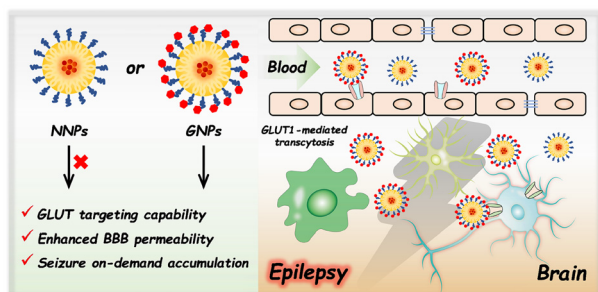 or
NNPs
GNPs
GLUT targeting capability
Enhanced BBB permeability
Seizure on-demand accumulation
Blood
GLUT1-mediated
transcytosis
Epilepsy
Brain